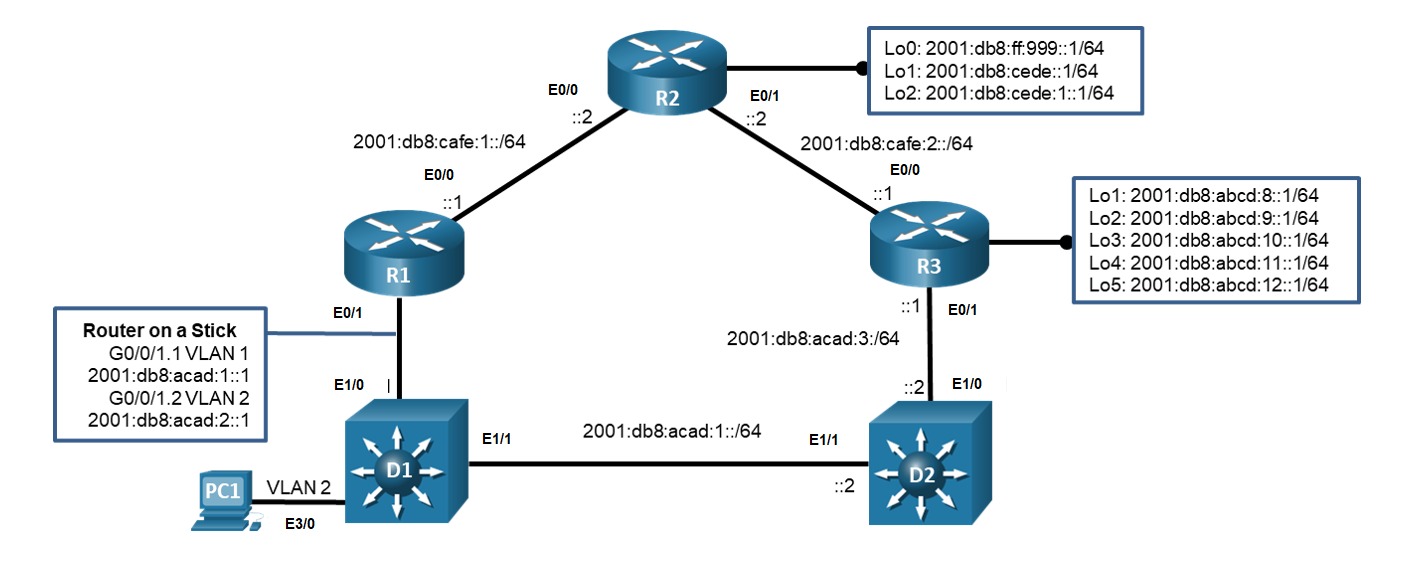 Lo0: 2001:db8:ff:999::1/64
Lo1: 2001:db8:cede::1/64
Lo2: 2001:db8:cede:1::1/64
R2
E0/0
E0/1
::2
::2
2001:db8:cafe:1::/64
2001:db8:cafe:2::/64
E0/0
E0/0
::1
::1
Lo1: 2001:db8:abcd:8::1/64
Lo2: 2001:db8:abcd:9::1/64
Lo3: 2001:db8:abcd:10::1/64
Lo4: 2001:db8:abcd:11::1/64
Lo5: 2001:db8:abcd:12::1/64
R1
R3
E0/1
::1
E0/1
Router on a Stick
G0/0/1.1 VLAN 1
2001:db8:acad:1::1
G0/0/1.2 VLAN 2
2001:db8:acad:2::1
2001:db8:acad:3:/64
E1/0
::2
E1/0
E1/1
2001:db8:acad:1::/64
E1/1
D1
D2
::2
PC1
VLAN 2
E3/0